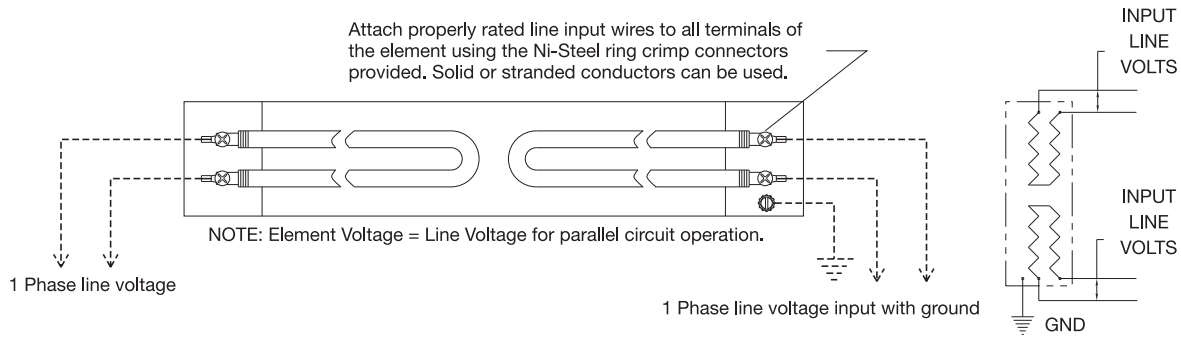 Attach properly rated line input wires to all terminals of
the element using the Ni-Steel ring crimp connectors
provided. Solid or stranded conductors can be used.
NOTE: Element Voltage = Line Voltage for parallel circuit operation.
1 Phase line voltage
1 Phase line voltage input with ground
INPUT
LINE
VOLTS
INPUT
LINE
VOLTS
GND